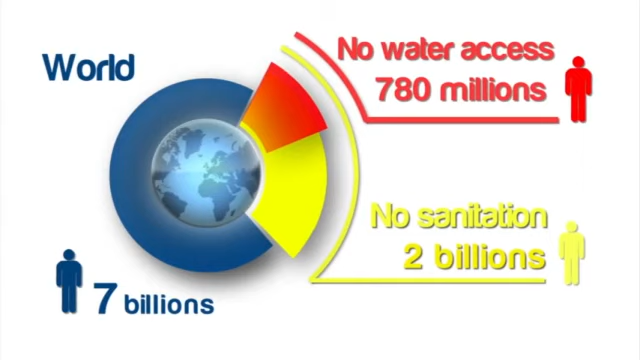 World
No water access
780 millions
No sanitation
2 billions
7 billions